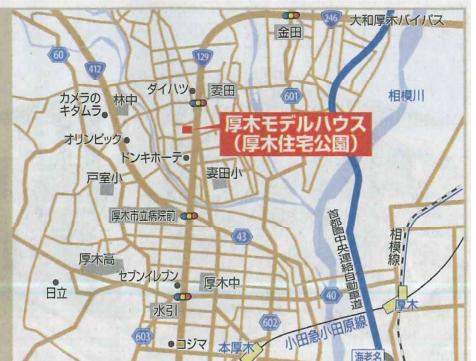 246
大和厚木バイパス
金田
60
129
412
ダイハツ
妻田
601
相模川
カメラの
キタムラ
林中
厚木モデルハウス
(厚木住宅公園)
オリンピック
ドンキホーテ
戸室小
妻田小
厚木市立病院前
首都圏中央連絡自動車道
相模線
43
厚木高
セブンイレブン
厚木中
日立
40
厚木
水引
602
小田急小田原線
603
コジマ
本厚木
海老名